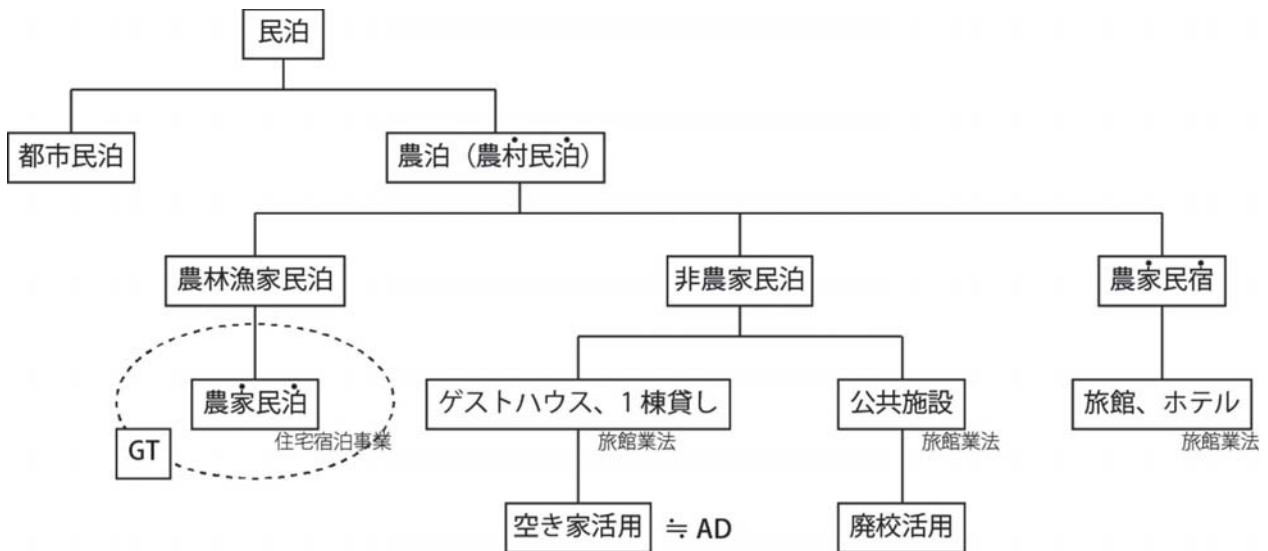 民泊
都市民泊
農泊（農村民泊）
農林漁家民泊
非農家民泊
農家民宿
農家民泊
住宅宿泊事業
GT
ゲストハウス、1棟貸し
旅館業法
公共施設
旅館業法
旅館、ホテル
旅館業法
空き家活用 ≒ AD
廃校活用